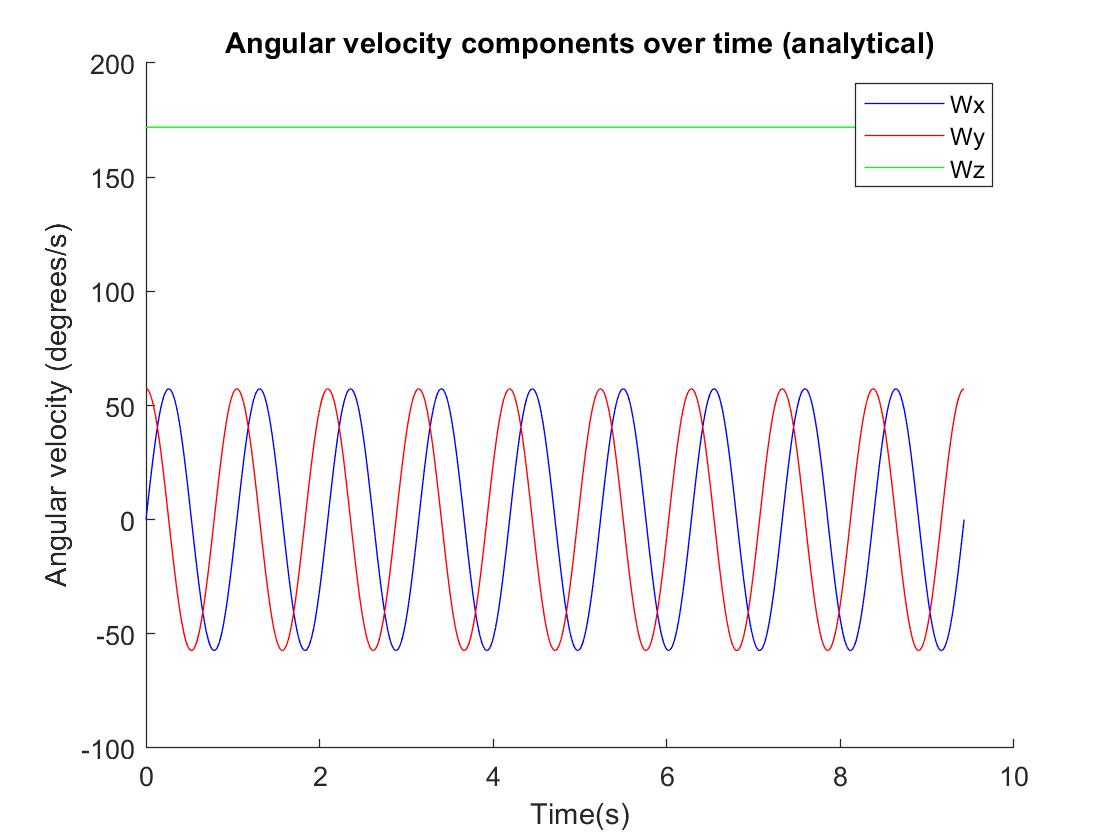 Angular velocity components over time (analytical)
200
150
100
50
0
-50
-100
Angular velocity (degrees/s)
Wx
Wy
Wz
0 2 4 6 8 10
Time(s)